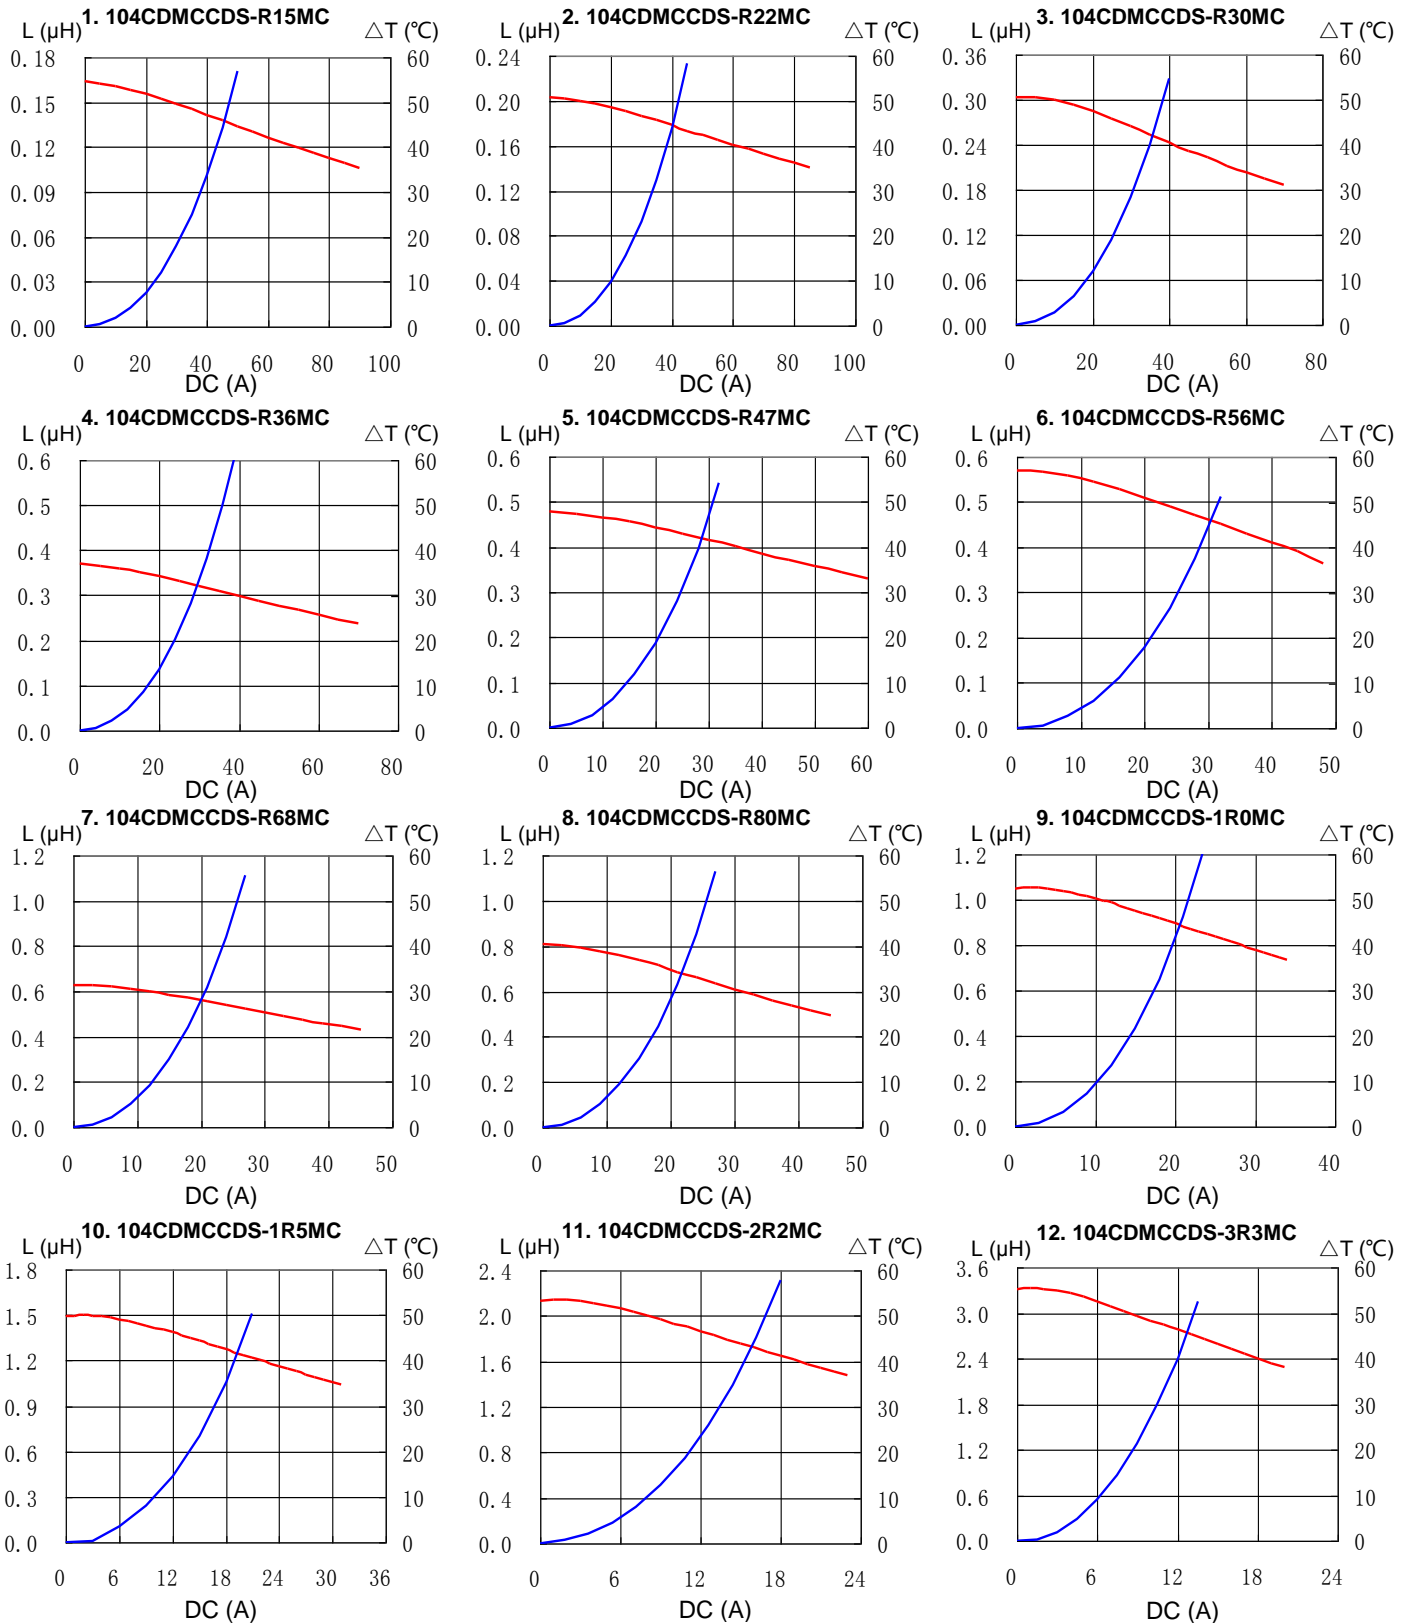 1. 104CDMCCDS-R15MC
L (μH)
△T (℃)
0.18
0.15
0.12
0.09
0.06
0.03
0.00
60
50
40
30
20
10
0
0 20 40 60 80 100
DC (A)
2. 104CDMCCDS-R22MC
L (μH)
△T (℃)
0.24
0.20
0.16
0.12
0.08
0.04
0.00
60
50
40
30
20
10
0
0 20 40 60 80 100
DC (A)
3. 104CDMCCDS-R30MC
L (μH)
△T (℃)
0.36
0.30
0.24
0.18
0.12
0.06
0.00
60
50
40
30
20
10
0
0 20 40 60 80
DC (A)
4. 104CDMCCDS-R36MC
L (μH)
△T (℃)
0.6
0.5
0.4
0.3
0.2
0.1
0.0
60
50
40
30
20
10
0
0 20 40 60 80
DC (A)
5. 104CDMCCDS-R47MC
L (μH)
△T (℃)
0.6
0.5
0.4
0.3
0.2
0.1
0.0
60
50
40
30
20
10
0
0 10 20 30 40 50 60
DC (A)
6. 104CDMCCDS-R56MC
L (μH)
△T (℃)
0.6
0.5
0.4
0.3
0.2
0.1
0.0
60
50
40
30
20
10
0
0 10 20 30 40 50
DC (A)
7. 104CDMCCDS-R68MC
L (μH)
△T (℃)
1.2
1.0
0.8
0.6
0.4
0.2
0.0
60
50
40
30
20
10
0
0 10 20 30 40 50
DC (A)
8. 104CDMCCDS-R80MC
L (μH)
△T (℃)
1.2
1.0
0.8
0.6
0.4
0.2
0.0
60
50
40
30
20
10
0
0 10 20 30 40 50
DC (A)
9. 104CDMCCDS-1R0MC
L (μH)
△T (℃)
1.2
1.0
0.8
0.6
0.4
0.2
0.0
60
50
40
30
20
10
0
0 10 20 30 40
DC (A)
10. 104CDMCCDS-1R5MC
L (μH)
△T (℃)
1.8
1.5
1.2
0.9
0.6
0.3
0.0
60
50
40
30
20
10
0
0 6 12 18 24 30 36
DC (A)
11. 104CDMCCDS-2R2MC
L (μH)
△T (℃)
2.4
2.0
1.6
1.2
0.8
0.4
0.0
60
50
40
30
20
10
0
0 6 12 18 24
DC (A)
12. 104CDMCCDS-3R3MC
L (μH)
△T (℃)
3.6
3.0
2.4
1.8
1.2
0.6
0.0
60
50
40
30
20
10
0
0 6 12 18 24
DC (A)